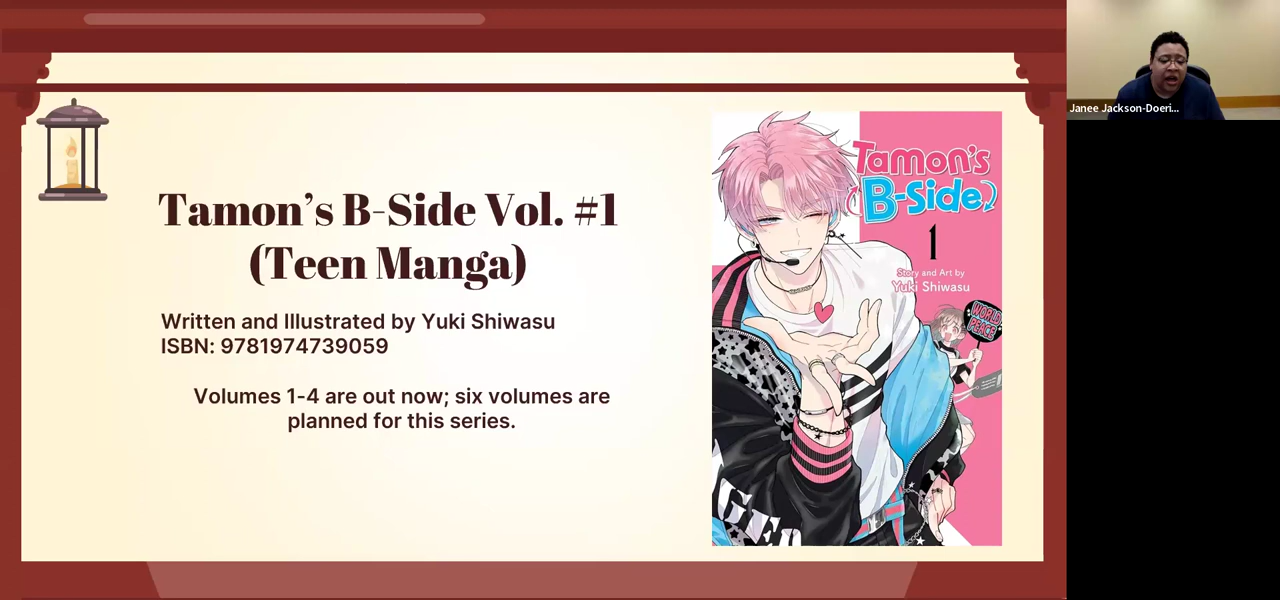 Tamon’s B-Side Vol. #1
(Teen Manga)
Written and Illustrated by Yuki Shiwasu
ISBN: 9781974739059
Volumes 1-4 are out now; six volumes are
planned for this series.
Tamon's
B-Side
1
Story and Art by
Yuki Shiwasu
WORLD
PEACE
Janee Jackson-Doeri...